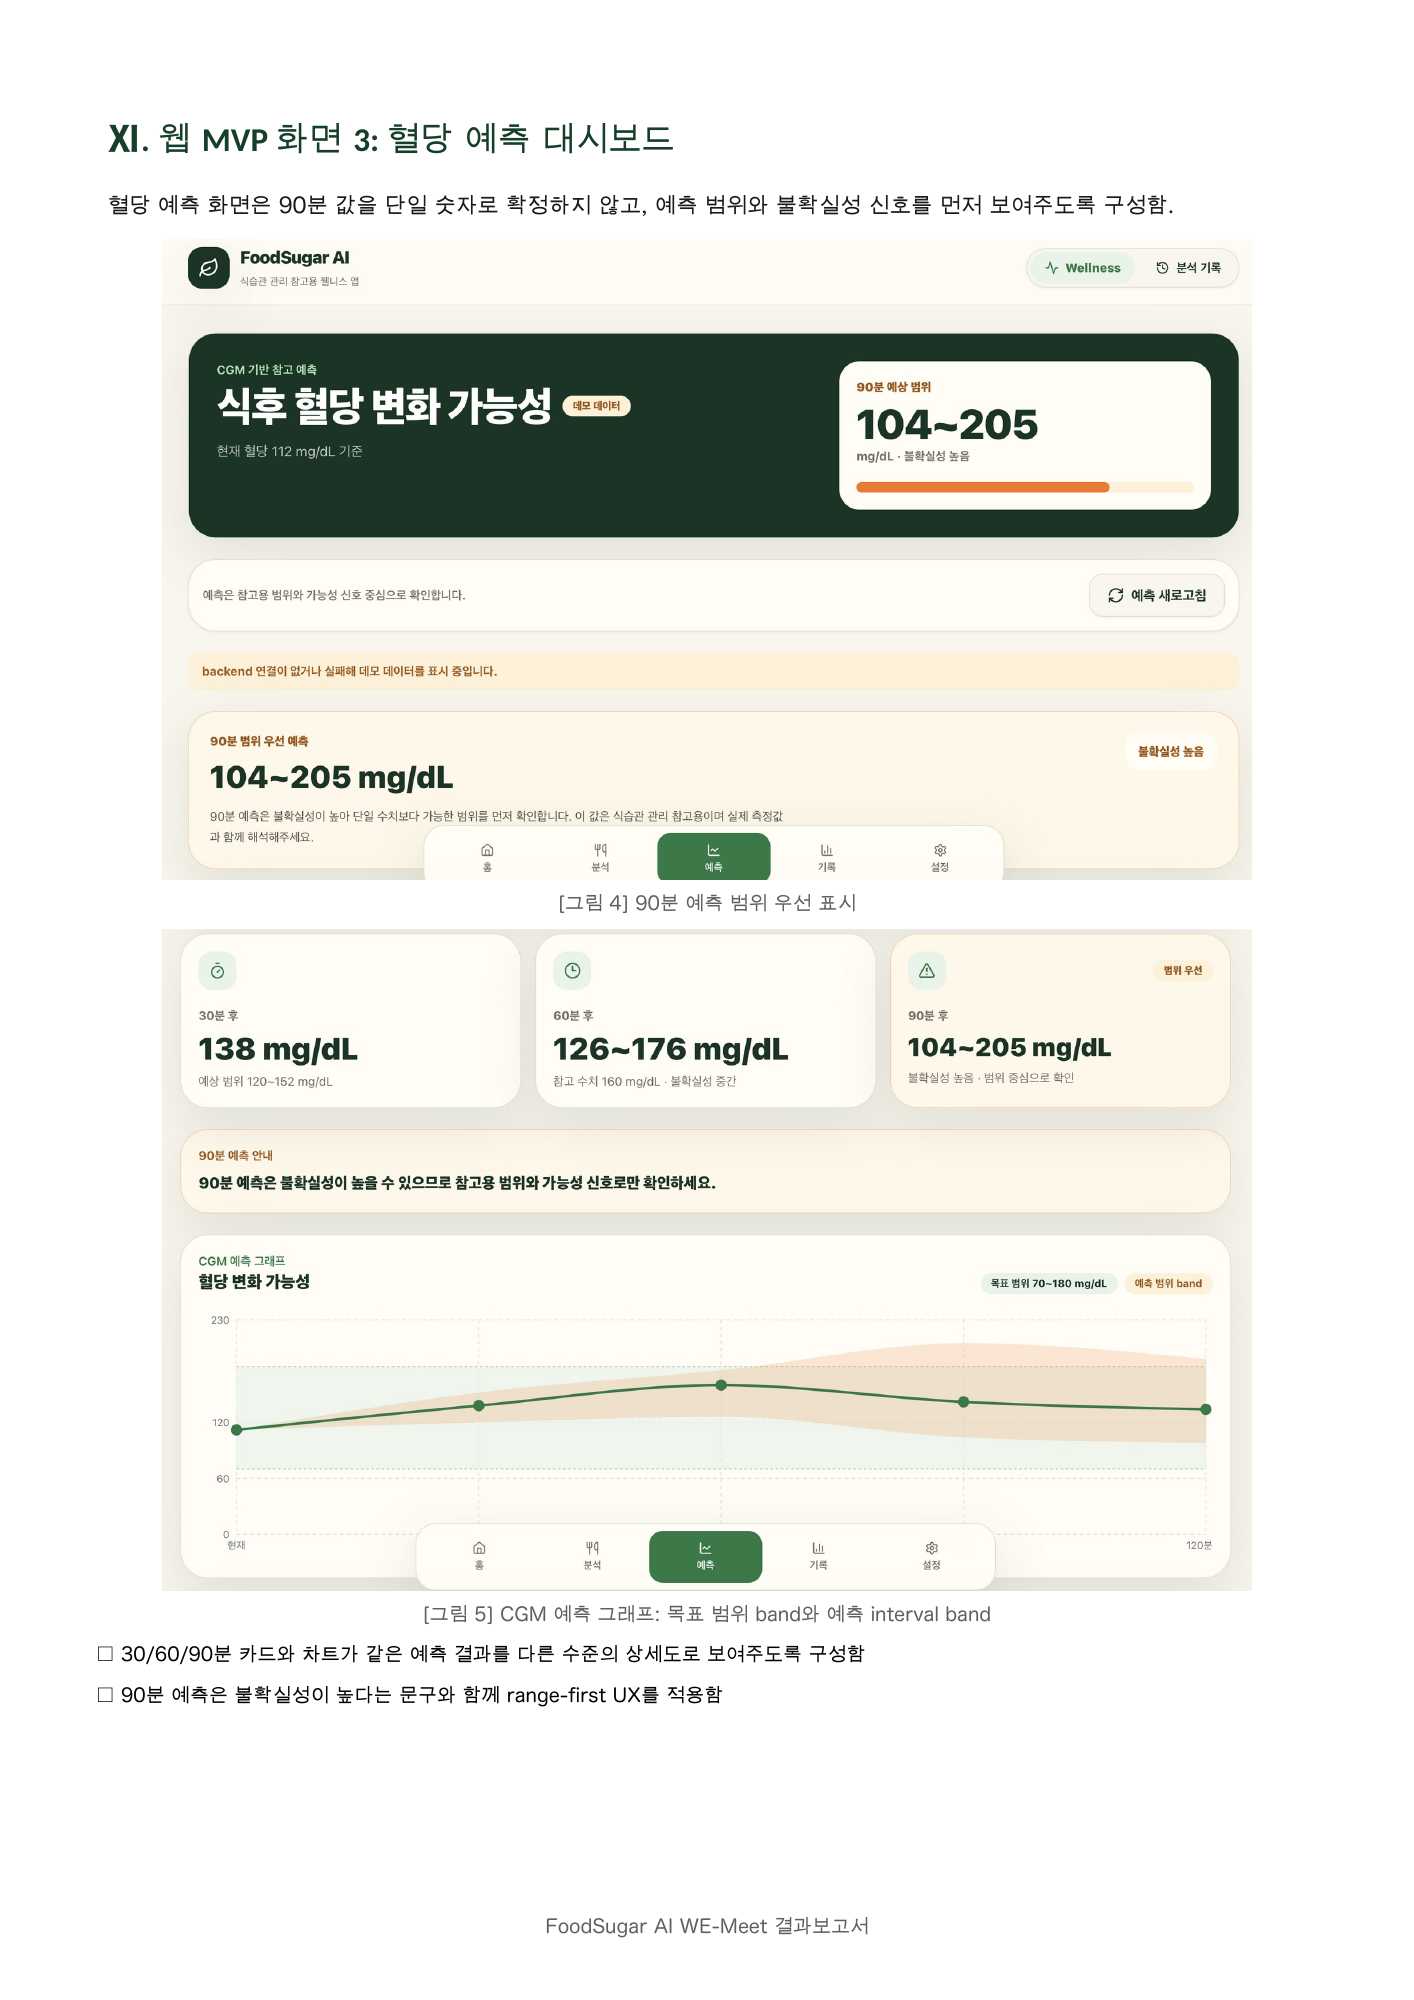 XI. 웹 MVP 화면 3: 혈당 예측 대시보드
혈당 예측 화면은 90분 값을 단일 숫자로 확정하지 않고, 예측 범위와 불확실성 신호를 먼저 보여주도록 구성함.
FoodSugar AI
식습관 관리 참고용 웰니스 앱
Wellness
분석 기록
CGM 기반 참고 예측
식후 혈당 변화 가능성
데모 데이터
현재 혈당 112 mg/dL 기준
90분 예상 범위
104~205
mg/dL · 불확실성 높음
예측은 참고용 범위와 가능성 신호 중심으로 확인합니다.
예측 새로고침
backend 연결이 없거나 실패해 데모 데이터를 표시 중입니다.
90분 범위 우선 예측
불확실성 높음
104~205 mg/dL
90분 예측은 불확실성이 높아 단일 수치보다 가능한 범위를 먼저 확인합니다. 이 값은 식습관 관리 참고용이며 실제 측정값
과 함께 해석해주세요.
홈
분석
예측
기록
설정
[그림 4] 90분 예측 범위 우선 표시
30분 후
138 mg/dL
예상 범위 120~152 mg/dL
60분 후
126~176 mg/dL
참고 수치 160 mg/dL · 불확실성 중간
범위 우선
90분 후
104~205 mg/dL
불확실성 높음 · 범위 중심으로 확인
90분 예측 안내
90분 예측은 불확실성이 높을 수 있으므로 참고용 범위와 가능성 신호로만 확인하세요.
CGM 예측 그래프
혈당 변화 가능성
목표 범위 70~180 mg/dL
예측 범위 band
230
120
60
0
현재
120분
홈
분석
예측
기록
설정
[그림 5] CGM 예측 그래프: 목표 범위 band와 예측 interval band
□ 30/60/90분 카드와 차트가 같은 예측 결과를 다른 수준의 상세도로 보여주도록 구성함
□ 90분 예측은 불확실성이 높다는 문구와 함께 range-first UX를 적용함
FoodSugar AI WE-Meet 결과보고서